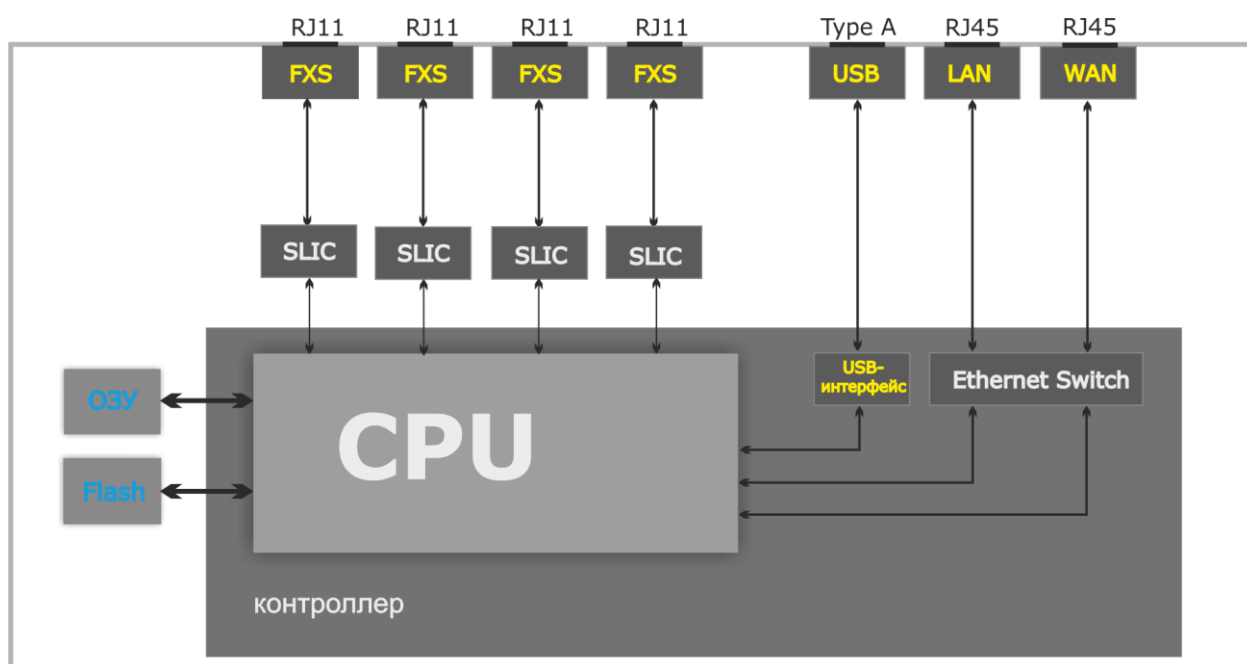 RJ11 RJ11 RJ11 RJ11 Type A RJ45 RJ45
FXS FXS FXS FXS USB LAN WAN
SLIC SLIC SLIC SLIC
USB-
интерфейс
Ethernet Switch
ОЗУ
CPU
Flash
контроллер